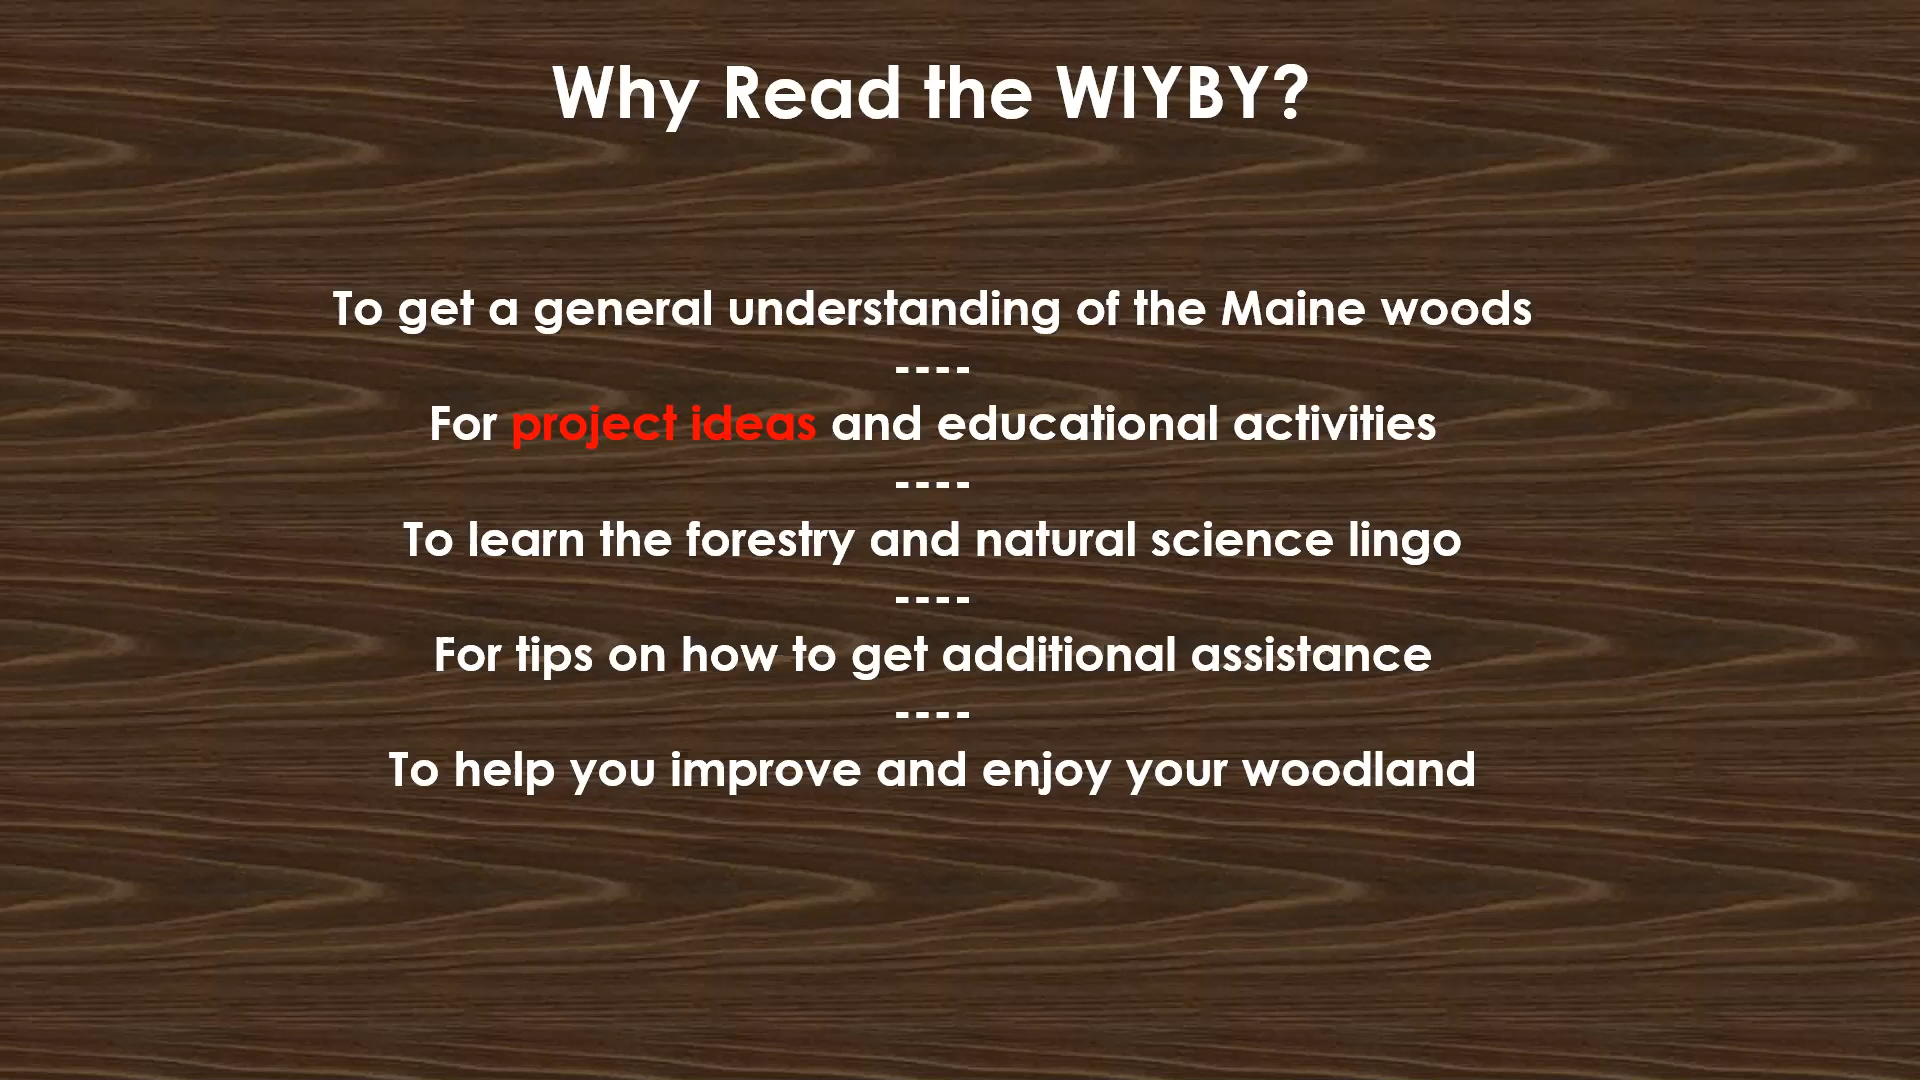 Why Read the WIYBY?
To get a general understanding of the Maine woods
----
For project ideas and educational activities
----
To learn the forestry and natural science lingo
----
For tips on how to get additional assistance
----
To help you improve and enjoy your woodland